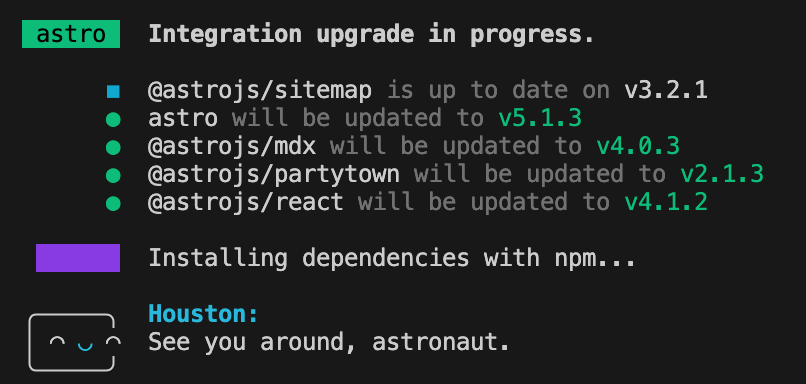 astro Integration upgrade in progress.
@astrojs/sitemap is up to date on v3.2.1
astro will be updated to v5.1.3
@astrojs/mdx will be updated to v4.0.3
@astrojs/partytown will be updated to v2.1.3
@astrojs/react will be updated to v4.1.2
Installing dependencies with npm...
Houston:
See you around, astronaut.